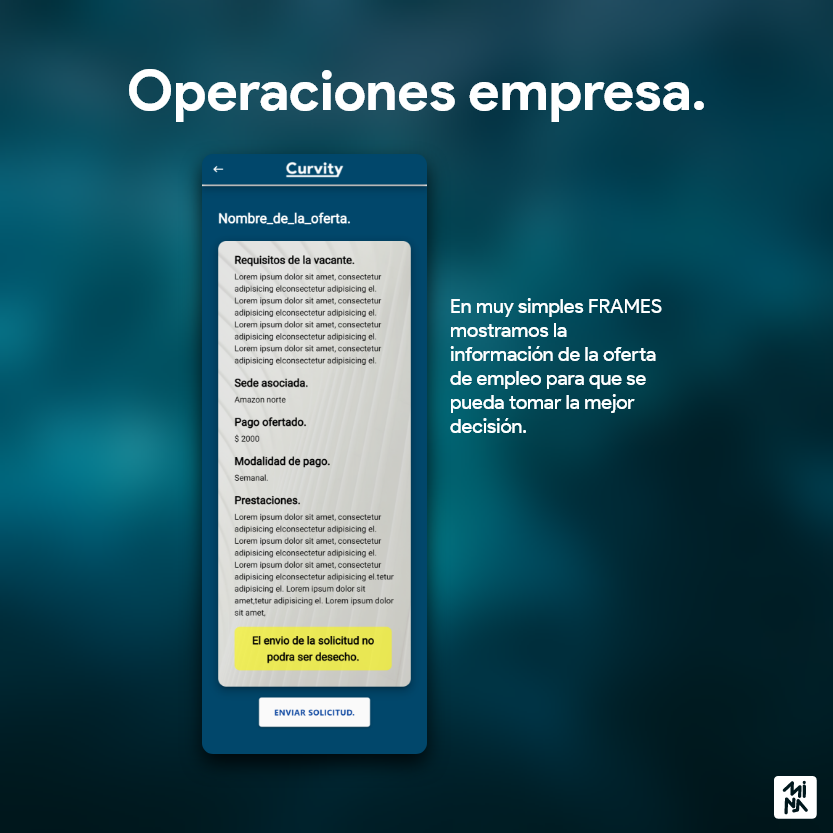 Operaciones empresa.
←
Curvity
Nombre_de_la_oferta.
Requisitos de la vacante.
Lorem ipsum dolor sit amet, consectetur
adipisicing elconsectetur adipisicing el.
Lorem ipsum dolor sit amet, consectetur
adipisicing elconsectetur adipisicing el.
Lorem ipsum dolor sit amet, consectetur
adipisicing elconsectetur adipisicing el.
Lorem ipsum dolor sit amet, consectetur
adipisicing elconsectetur adipisicing el.
Sede asociada.
Amazon norte
Pago ofertado.
$ 2000
Modalidad de pago.
Semanal.
Prestaciones.
Lorem ipsum dolor sit amet, consectetur
adipisicing elconsectetur adipisicing el.
Lorem ipsum dolor sit amet, consectetur
adipisicing elconsectetur adipisicing el.
Lorem ipsum dolor sit amet, consectetur
adipisicing elconsectetur adipisicing el.tetur
adipisicing el. Lorem ipsum dolor sit
amet,tetur adipisicing el. Lorem ipsum dolor
sit amet,
El envio de la solicitud no
podra ser desecho.
ENVIAR SOLICITUD.
En muy simples FRAMES
mostramos la
información de la oferta
de empleo para que se
pueda tomar la mejor
decisión.
Mi
NA